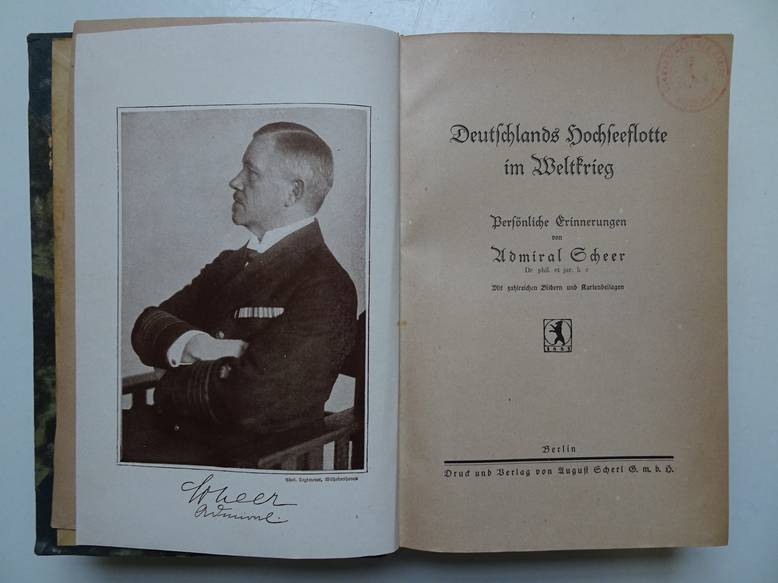 Scheer
Admiral.
Deutschlands Hochseeflotte
im Weltkrieg
Persönliche Erinnerungen
von
Admiral Scheer
Dr phil. et jur. h. c
Mit zahlreichen Bildern und Kartenbeilagen
Berlin
Druck und Verlag von August Scherl G. m. b. H.